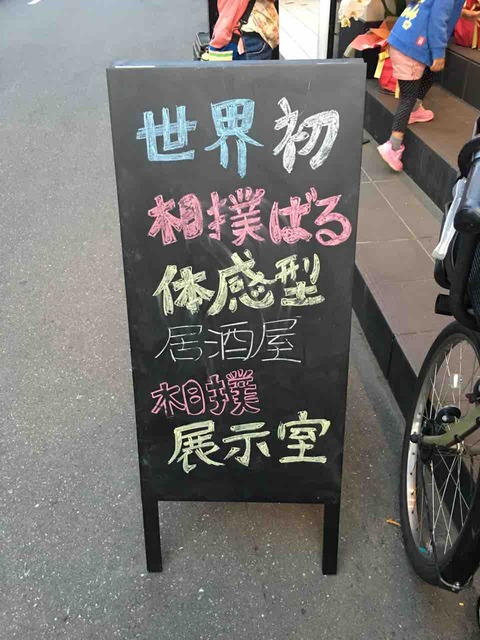 世界初
相撲ばる
体感型
居酒屋
相撲
展示室